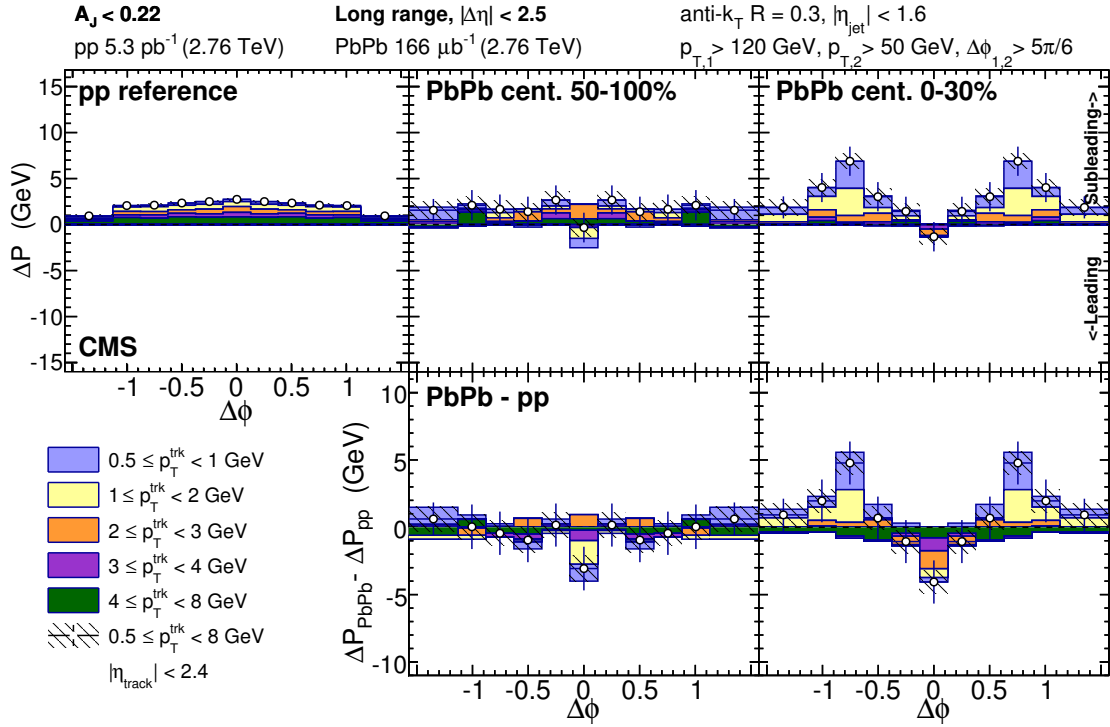 A_J < 0.22 Long range, |Δη| < 2.5 anti-k_T R = 0.3, |η_jet| < 1.6
pp 5.3 pb⁻¹ (2.76 TeV) PbPb 166 μb⁻¹ (2.76 TeV) p_T,1 > 120 GeV, p_T,2 > 50 GeV, Δϕ_1,2 > 5π/6
pp reference PbPb cent. 50-100% PbPb cent. 0-30%
15
10
5
0
-5
-10
-15
ΔP (GeV)
Subleading->
<-Leading
CMS
-1 -0.5 0 0.5 1
Δϕ
PbPb - pp
10
5
0
-5
-10
ΔP_PbPb - ΔP_pp (GeV)
0.5 ≤ p_T^trk < 1 GeV
1 ≤ p_T^trk < 2 GeV
2 ≤ p_T^trk < 3 GeV
3 ≤ p_T^trk < 4 GeV
4 ≤ p_T^trk < 8 GeV
0.5 ≤ p_T^trk < 8 GeV
|η_track| < 2.4
-1 -0.5 0 0.5 1 -1 -0.5 0 0.5 1
Δϕ Δϕ